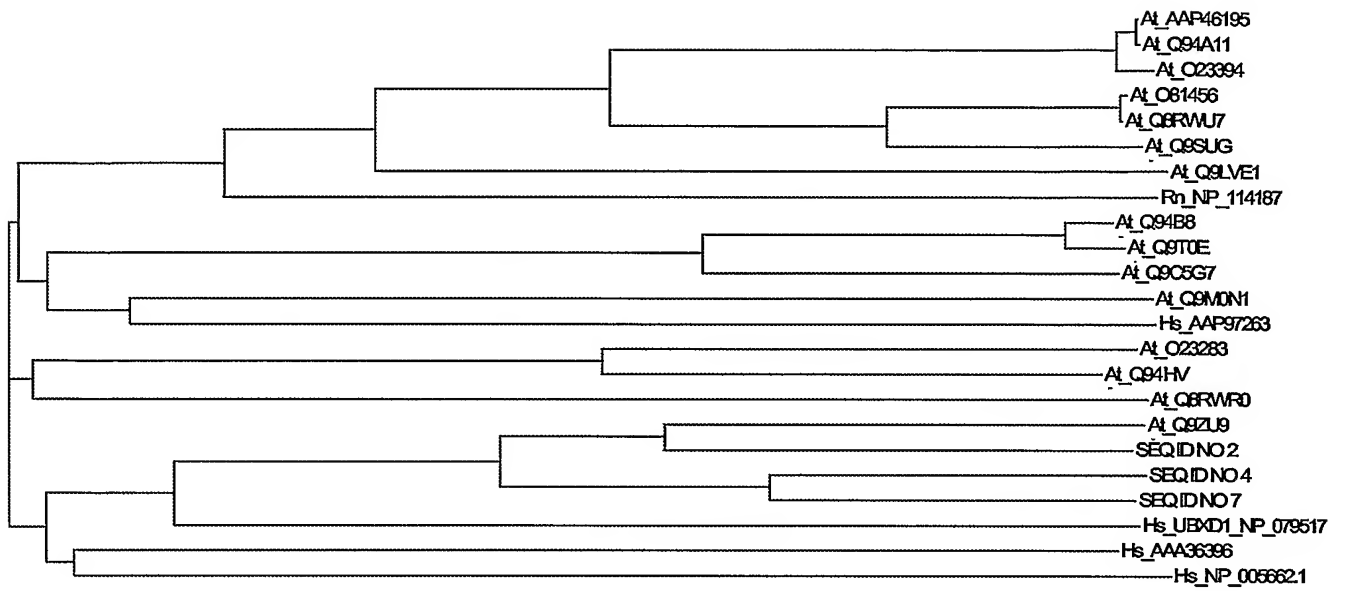 At_AAP46195
At_Q94A11
At_O23394
At_O81456
At_Q8RWU7
At_Q9SUG
At_Q9LVE1
Rn_NP_114187
At_Q94B8
At_Q9T0E
At_Q9C5G7
At_Q9M0N1
Hs_AAP97263
At_O23283
At_Q94HV
At_Q8RWR0
At_Q9ZU9
SEQ ID NO 2
SEQ ID NO 4
SEQ ID NO 7
Hs_UBXD1_NP_079517
Hs_AAA36396
Hs_NP_005662.1